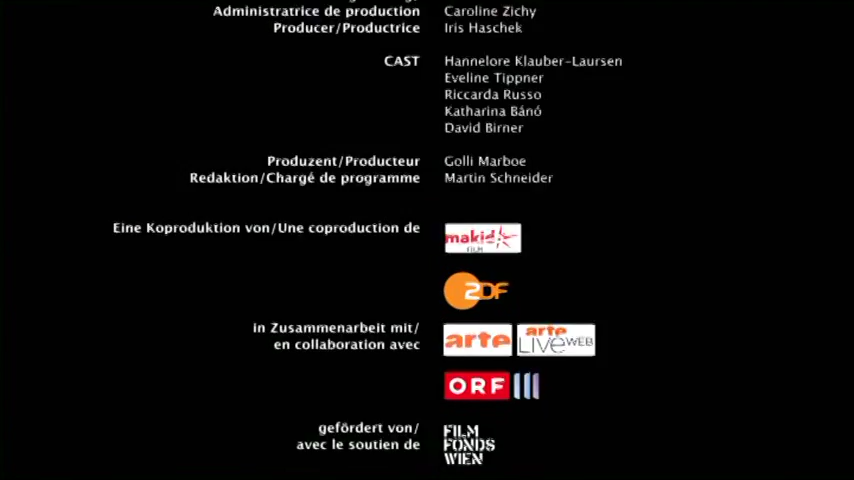 Administratrice de production Caroline Zichy
Producer/Productrice Iris Haschek
CAST Hannelore Klauber-Laursen
Eveline Tippner
Riccarda Russo
Katharina Bánó
David Birner
Produzent/Producteur Golli Marboe
Redaktion/Chargé de programme Martin Schneider
Eine Koproduktion von/Une coproduction de makido FILM
ZDF
in Zusammenarbeit mit/
en collaboration avec
arte arte LIVE WEB
ORF III
gefördert von/
avec le soutien de
FILM
FONDS
WIEN